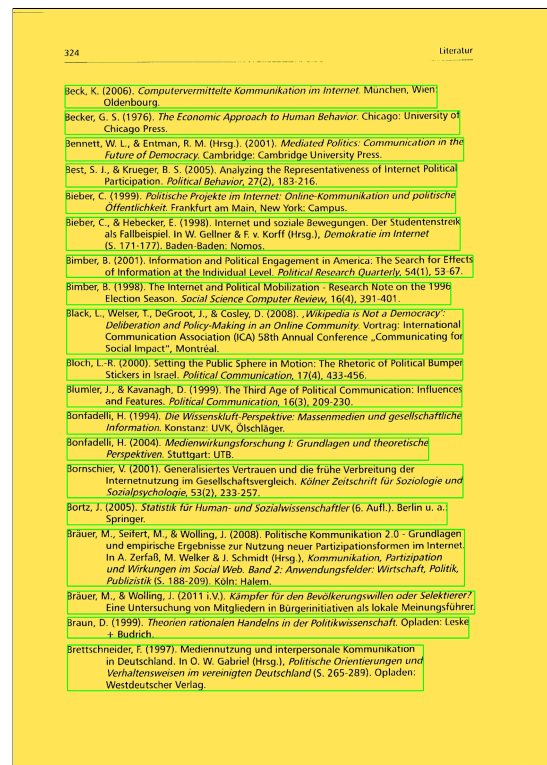 324
Literatur
Beck, K. (2006). Computervermittelte Kommunikation im Internet. München, Wien:
Oldenbourg.
Becker, G. S. (1976). The Economic Approach to Human Behavior. Chicago: University of
Chicago Press.
Bennett, W. L., & Entman, R. M. (Hrsg.). (2001). Mediated Politics: Communication in the
Future of Democracy. Cambridge: Cambridge University Press.
Best, S. J., & Krueger, B. S. (2005). Analyzing the Representativeness of Internet Political
Participation. Political Behavior, 27(2), 183-216.
Bieber, C. (1999). Politische Projekte im Internet: Online-Kommunikation und politische
Öffentlichkeit. Frankfurt am Main, New York: Campus.
Bieber, C., & Hebecker, E. (1998). Internet und soziale Bewegungen. Der Studentenstreik
als Fallbeispiel. In W. Gellner & F. v. Korff (Hrsg.), Demokratie im Internet
(S. 171-177). Baden-Baden: Nomos.
Bimber, B. (2001). Information and Political Engagement in America: The Search for Effects
of Information at the Individual Level. Political Research Quarterly, 54(1), 53-67.
Bimber, B. (1998). The Internet and Political Mobilization - Research Note on the 1996
Election Season. Social Science Computer Review, 16(4), 391-401.
Black, L., Welser, T., DeGroot, J., & Cosley, D. (2008). ‚Wikipedia is Not a Democracy‘:
Deliberation and Policy-Making in an Online Community. Vortrag: International
Communication Association (ICA) 58th Annual Conference „Communicating for
Social Impact“, Montréal.
Bloch, L.-R. (2000). Setting the Public Sphere in Motion: The Rhetoric of Political Bumper
Stickers in Israel. Political Communication, 17(4), 433-456.
Blumler, J., & Kavanagh, D. (1999). The Third Age of Political Communication: Influences
and Features. Political Communication, 16(3), 209-230.
Bonfadelli, H. (1994). Die Wissenskluft-Perspektive: Massenmedien und gesellschaftliche
Information. Konstanz: UVK, Ölschläger.
Bonfadelli, H. (2004). Medienwirkungsforschung I: Grundlagen und theoretische
Perspektiven. Stuttgart: UTB.
Bornschier, V. (2001). Generalisiertes Vertrauen und die frühe Verbreitung der
Internetnutzung im Gesellschaftsvergleich. Kölner Zeitschrift für Soziologie und
Sozialpsychologie, 53(2), 233-257.
Bortz, J. (2005). Statistik für Human- und Sozialwissenschaftler (6. Aufl.). Berlin u. a.:
Springer.
Bräuer, M., Seifert, M., & Wolling, J. (2008). Politische Kommunikation 2.0 - Grundlagen
und empirische Ergebnisse zur Nutzung neuer Partizipationsformen im Internet.
In A. Zerfaß, M. Welker & J. Schmidt (Hrsg.), Kommunikation, Partizipation
und Wirkungen im Social Web. Band 2: Anwendungsfelder: Wirtschaft, Politik,
Publizistik (S. 188-209). Köln: Halem.
Bräuer, M., & Wolling, J. (2011 i.V.). Kämpfer für den Bevölkerungswillen oder Selektierer?
Eine Untersuchung von Mitgliedern in Bürgerinitiativen als lokale Meinungsführer.
Braun, D. (1999). Theorien rationalen Handelns in der Politikwissenschaft. Opladen: Leske
+ Budrich.
Brettschneider, F. (1997). Mediennutzung und interpersonale Kommunikation
in Deutschland. In O. W. Gabriel (Hrsg.), Politische Orientierungen und
Verhaltensweisen im vereinigten Deutschland (S. 265-289). Opladen:
Westdeutscher Verlag.